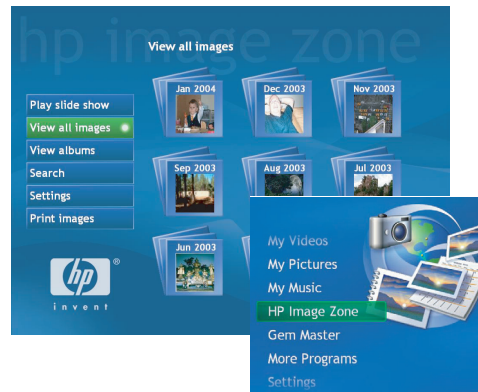 hp image zone
View all images
Play slide show
View all images
View albums
Search
Settings
Print images
Jan 2004
Dec 2003
Nov 2003
Sep 2003
Aug 2003
Jul 2003
Jun 2003
hp ®
invent
My Videos
My Pictures
My Music
HP Image Zone
Gem Master
More Programs
Settings